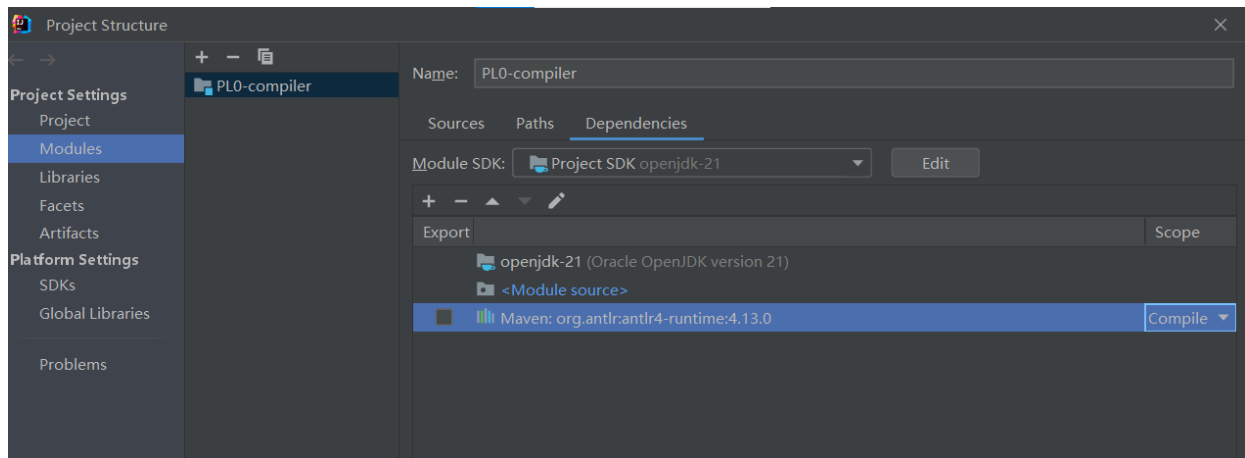 Project Structure
Project Settings
Project
Modules
Libraries
Facets
Artifacts
Platform Settings
SDKs
Global Libraries
Problems
PL0-compiler
Name: PL0-compiler
Sources Paths Dependencies
Module SDK: Project SDK openjdk-21 Edit
Export Scope
openjdk-21 (Oracle OpenJDK version 21)
<Module source>
Maven: org.antlr:antlr4-runtime:4.13.0 Compile